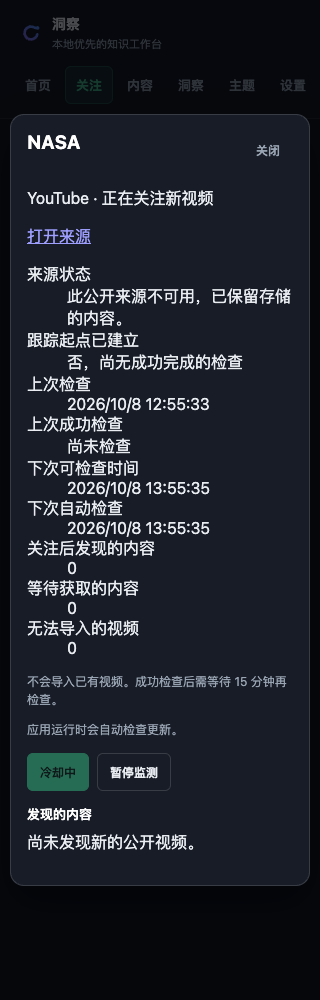 洞察
本地优先的知识工作台
首页 关注 内容 洞察 主题 设置
NASA
关闭
YouTube · 正在关注新视频
打开来源
来源状态
此公开来源不可用，已保留存储
的内容。
跟踪起点已建立
否，尚无成功完成的检查
上次检查
2026/10/8 12:55:33
上次成功检查
尚未检查
下次可检查时间
2026/10/8 13:55:35
下次自动检查
2026/10/8 13:55:35
关注后发现的内容
0
等待获取的内容
0
无法导入的视频
0
不会导入已有视频。成功检查后需等待 15 分钟再
检查。
应用运行时会自动检查更新。
冷却中 暂停监测
发现的内容
尚未发现新的公开视频。